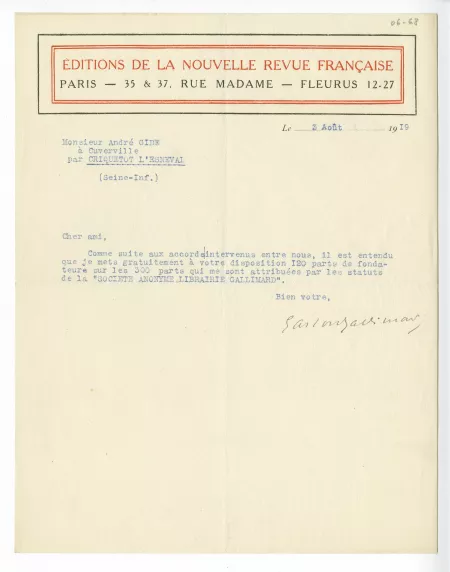 06-68
EDITIONS DE LA NOUVELLE REVUE FRANÇAISE
PARIS — 35 & 37, RUE MADAME — FLEURUS 12-27
Le 2 Août 1919
Monsieur André GIDE
à Cuverville
par CRIQUETOT L'ESNEVAL
(Seine-Inf.)
Cher ami,
Comme suite aux accords intervenus entre nous, il est entendu
que je mets gratuitement à votre disposition 120 parts de fonda-
teurs sur les 300 parts qui me sont attribuées par les statuts
de la "SOCIETE ANONYME LIBRAIRIE GALLIMARD".
Bien votre,
Gaston Gallimard